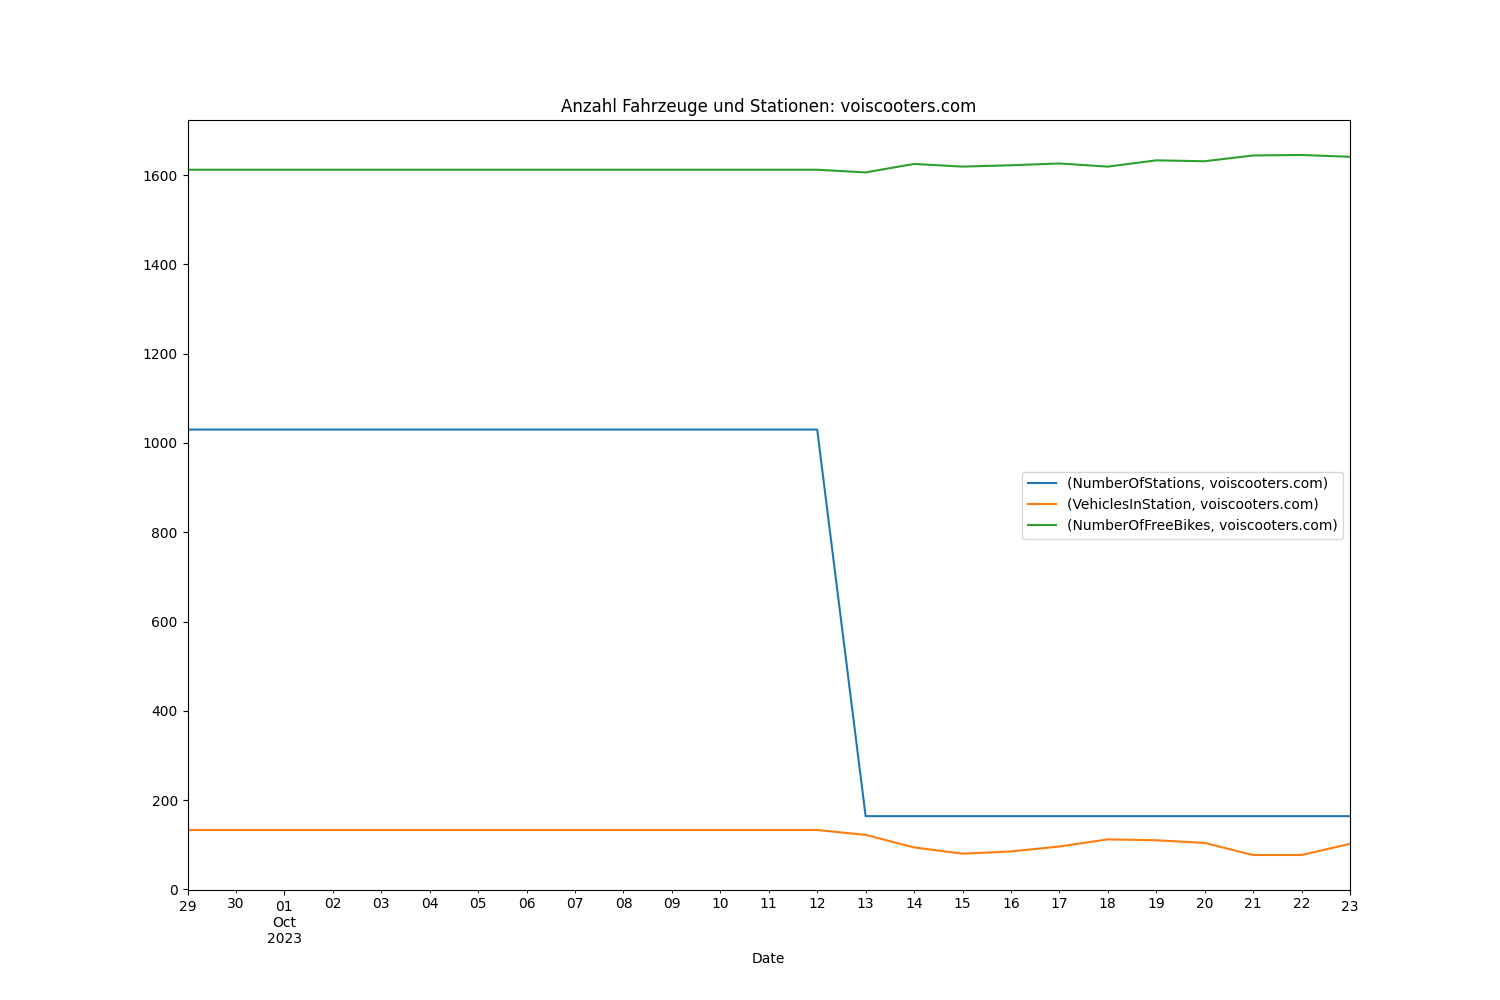 Anzahl Fahrzeuge und Stationen: voiscooters.com
1600
1400
1200
1000
800
600
400
200
0
(NumberOfStations, voiscooters.com)
(VehiclesInStation, voiscooters.com)
(NumberOfFreeBikes, voiscooters.com)
29 30 01 02 03 04 05 06 07 08 09 10 11 12 13 14 15 16 17 18 19 20 21 22 23
Oct
2023
Date